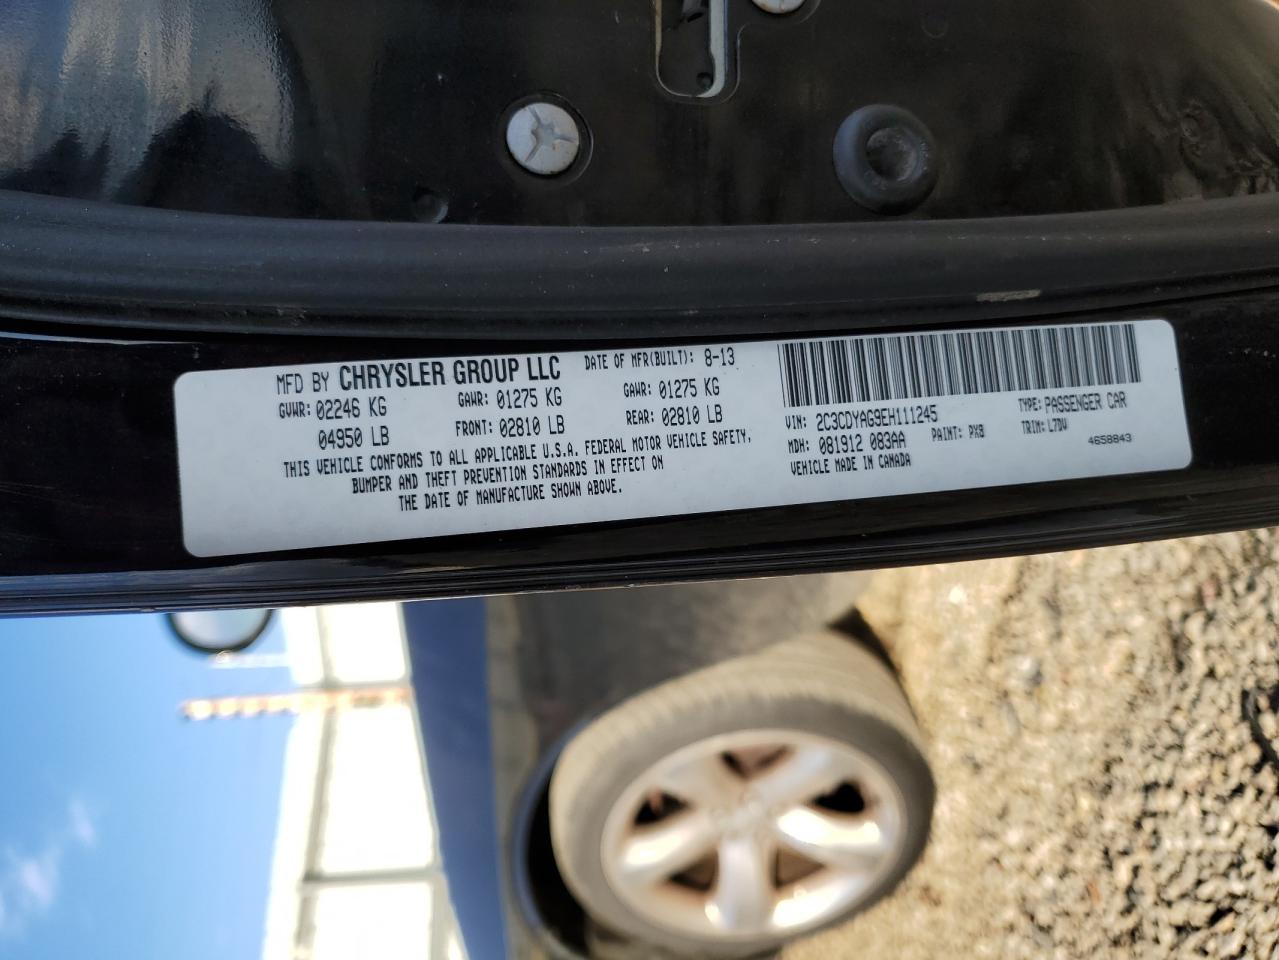 MFD BY CHRYSLER GROUP LLC DATE OF MFR(BUILT): 8-13
GVWR: 02246 KG GAWR: 01275 KG GAWR: 01275 KG
04950 LB FRONT: 02810 LB REAR: 02810 LB
THIS VEHICLE CONFORMS TO ALL APPLICABLE U.S.A. FEDERAL MOTOR VEHICLE SAFETY,
BUMPER AND THEFT PREVENTION STANDARDS IN EFFECT ON
THE DATE OF MANUFACTURE SHOWN ABOVE.
VIN: 2C3CDYAG9EH111245 TYPE: PASSENGER CAR
MDH: 081912 083AA PAINT: PX8 TRIM: L7DV
VEHICLE MADE IN CANADA 4658843